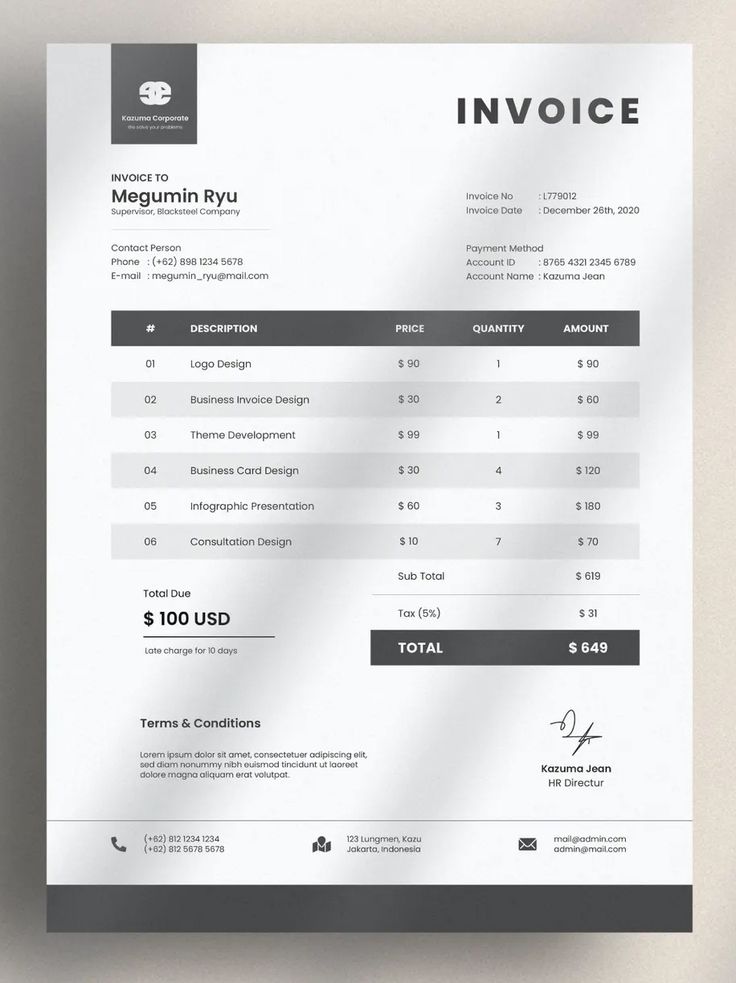 Kazuma Corporate
the solve your problems
INVOICE
INVOICE TO
Megumin Ryu
Supervisor, Blacksteel Company
Invoice No : L779012
Invoice Date : December 26th, 2020
Contact Person
Phone : (+62) 898 1234 5678
E-mail : megumin_ryu@mail.com
Payment Method
Account ID : 8765 4321 2345 6789
Account Name : Kazuma Jean
# DESCRIPTION PRICE QUANTITY AMOUNT
01 Logo Design $ 90 1 $ 90
02 Business Invoice Design $ 30 2 $ 60
03 Theme Development $ 99 1 $ 99
04 Business Card Design $ 30 4 $ 120
05 Infographic Presentation $ 60 3 $ 180
06 Consultation Design $ 10 7 $ 70
Sub Total $ 619
Tax (5%) $ 31
TOTAL $ 649
Total Due
$ 100 USD
Late charge for 10 days
Terms & Conditions
Lorem ipsum dolor sit amet, consectetuer adipiscing elit,
sed diam nonummy nibh euismod tincidunt ut laoreet
dolore magna aliquam erat volutpat.
Kazuma Jean
HR Directur
(+62) 812 1234 1234
(+62) 812 5678 5678
123 Lungmen, Kazu
Jakarta, Indonesia
mail@admin.com
admin@mail.com